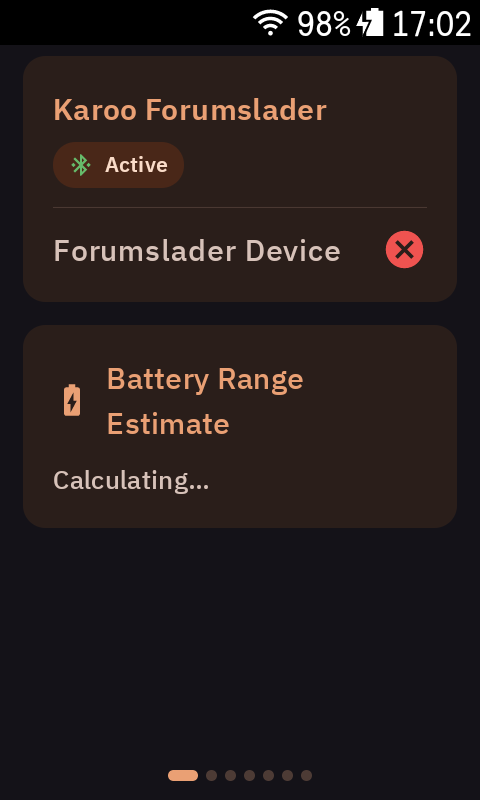 98% 17:02
Karoo Forumslader
Active
Forumslader Device
Battery Range
Estimate
Calculating...